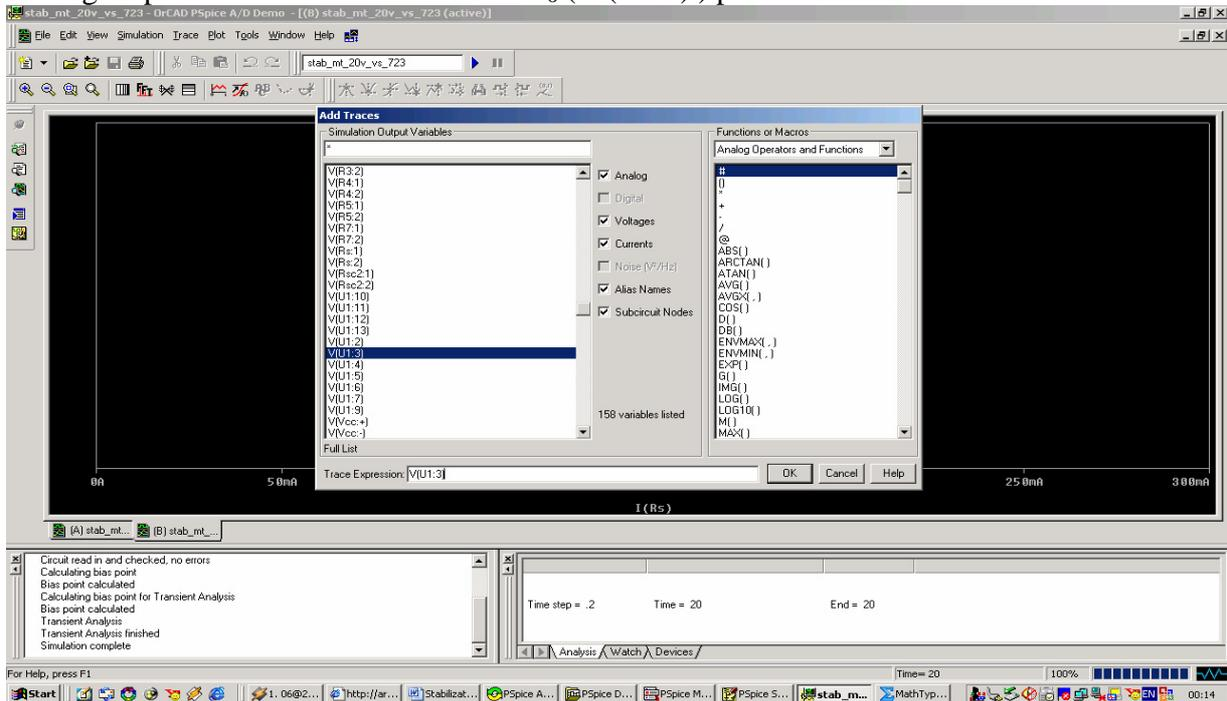 stab_mt_20v_vs_723 - OrCAD PSpice A/D Demo - [(B) stab_mt_20v_vs_723 (active)]
File Edit View Simulation Trace Plot Tools Window Help
stab_mt_20v_vs_723
Add Traces
Simulation Output Variables
*
V(R3:2)
V(R4:1)
V(R4:2)
V(R5:1)
V(R5:2)
V(R7:1)
V(R7:2)
V(Rs:1)
V(Rs:2)
V(Rsc2:1)
V(Rsc2:2)
V(U1:10)
V(U1:11)
V(U1:12)
V(U1:13)
V(U1:2)
V(U1:3)
V(U1:4)
V(U1:5)
V(U1:6)
V(U1:7)
V(U1:9)
V(Vcc:+)
V(Vcc:-)
Full List
Analog
Digital
Voltages
Currents
Noise (V²/Hz)
Alias Names
Subcircuit Nodes
158 variables listed
Functions or Macros
Analog Operators and Functions
#
()
*
+
-
/
@
ABS( )
ARCTAN( )
ATAN( )
AVG( )
AVGX( , )
COS( )
D( )
DB( )
ENVMAX( , )
ENVMIN( , )
EXP( )
G( )
IMG( )
LOG( )
LOG10( )
M( )
MAX( )
Trace Expression: V(U1:3)
OK Cancel Help
0A 50mA 250mA 300mA
I(Rs)
(A) stab_mt... (B) stab_mt_...
Circuit read in and checked, no errors
Calculating bias point
Bias point calculated
Calculating bias point for Transient Analysis
Bias point calculated
Transient Analysis
Transient Analysis finished
Simulation complete
Time step = .2 Time = 20 End = 20
Analysis Watch Devices
For Help, press F1 Time= 20 100%
Start 1. 06@2... http://ar... Stabilizat... PSpice A... PSpice D... PSpice M... PSpice S... stab_m... MathTyp... EN 00:14